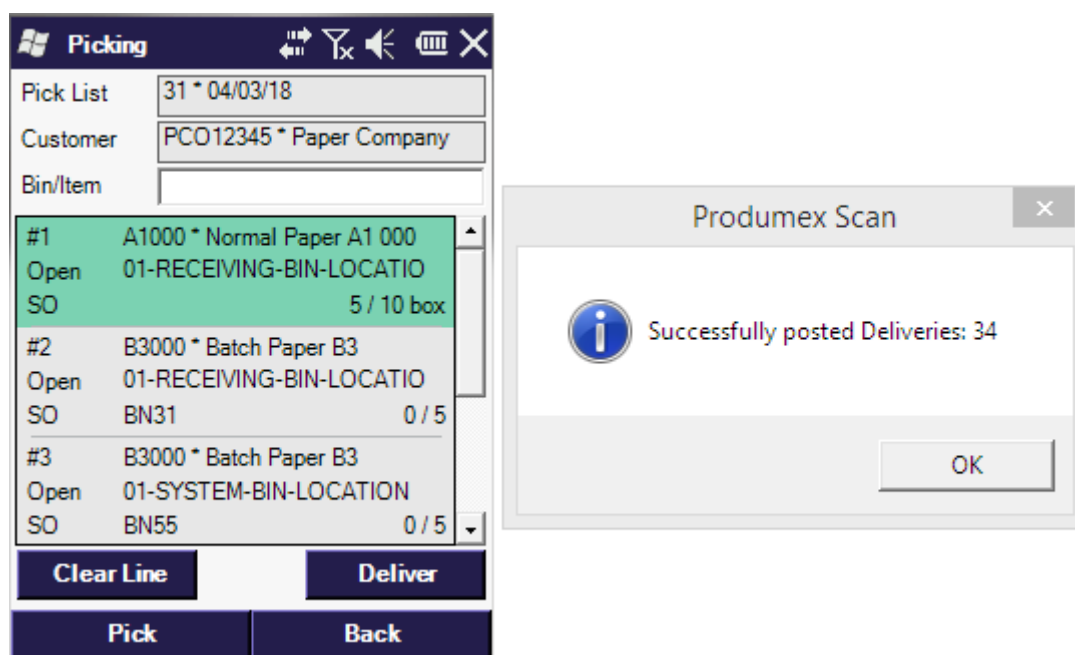 Picking
Pick List 31 * 04/03/18
Customer PCO12345 * Paper Company
Bin/Item
#1 A1000 * Normal Paper A1 000
Open 01-RECEIVING-BIN-LOCATIO
SO 5 / 10 box
#2 B3000 * Batch Paper B3
Open 01-RECEIVING-BIN-LOCATIO
SO BN31 0 / 5
#3 B3000 * Batch Paper B3
Open 01-SYSTEM-BIN-LOCATION
SO BN55 0 / 5
Clear Line Deliver
Pick Back
Produmex Scan
Successfully posted Deliveries: 34
OK